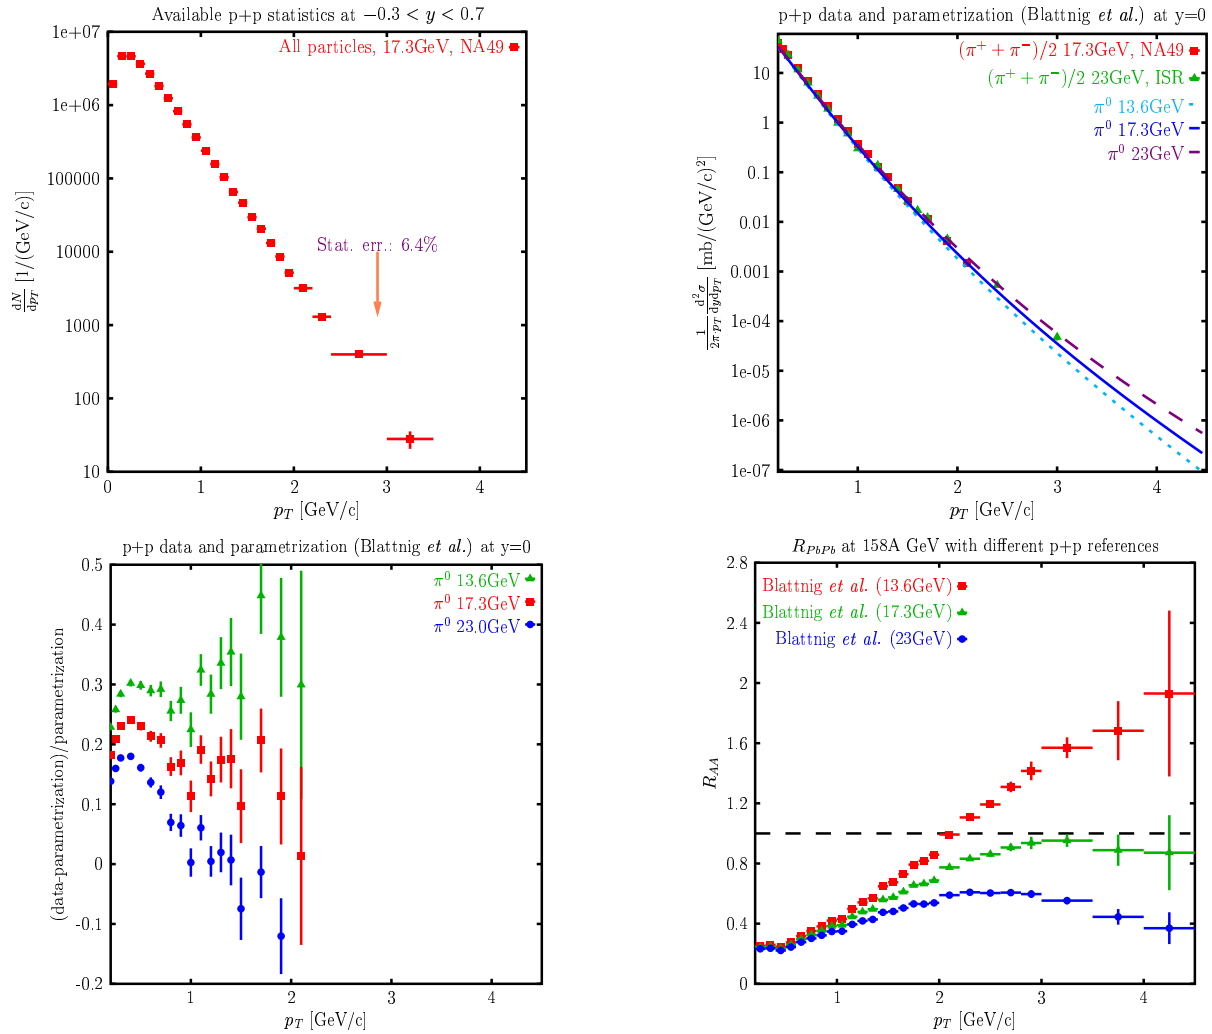 Available p+p statistics at −0.3 < y < 0.7
All particles, 17.3GeV, NA49
Stat. err.: 6.4%
dN/dp_T [1/(GeV/c)]
1e+07
1e+06
100000
10000
1000
100
10
0 1 2 3 4
p_T [GeV/c]
p+p data and parametrization (Blattnig et al.) at y=0
(π⁺ + π⁻)/2 17.3GeV, NA49
(π⁺ + π⁻)/2 23GeV, ISR
π⁰ 13.6GeV
π⁰ 17.3GeV
π⁰ 23GeV
1/(2π·p_T) d²σ/(dydp_T) [mb/(GeV/c)²]
10
1
0.1
0.01
0.001
1e-04
1e-05
1e-06
1e-07
1 2 3 4
p_T [GeV/c]
p+p data and parametrization (Blattnig et al.) at y=0
π⁰ 13.6GeV
π⁰ 17.3GeV
π⁰ 23.0GeV
(data-parametrization)/parametrization
0.5
0.4
0.3
0.2
0.1
0
-0.1
-0.2
1 2 3 4
p_T [GeV/c]
R_PbPb at 158A GeV with different p+p references
Blattnig et al. (13.6GeV)
Blattnig et al. (17.3GeV)
Blattnig et al. (23GeV)
R_AA
2.8
2.4
2
1.6
1.2
0.8
0.4
0
1 2 3 4
p_T [GeV/c]